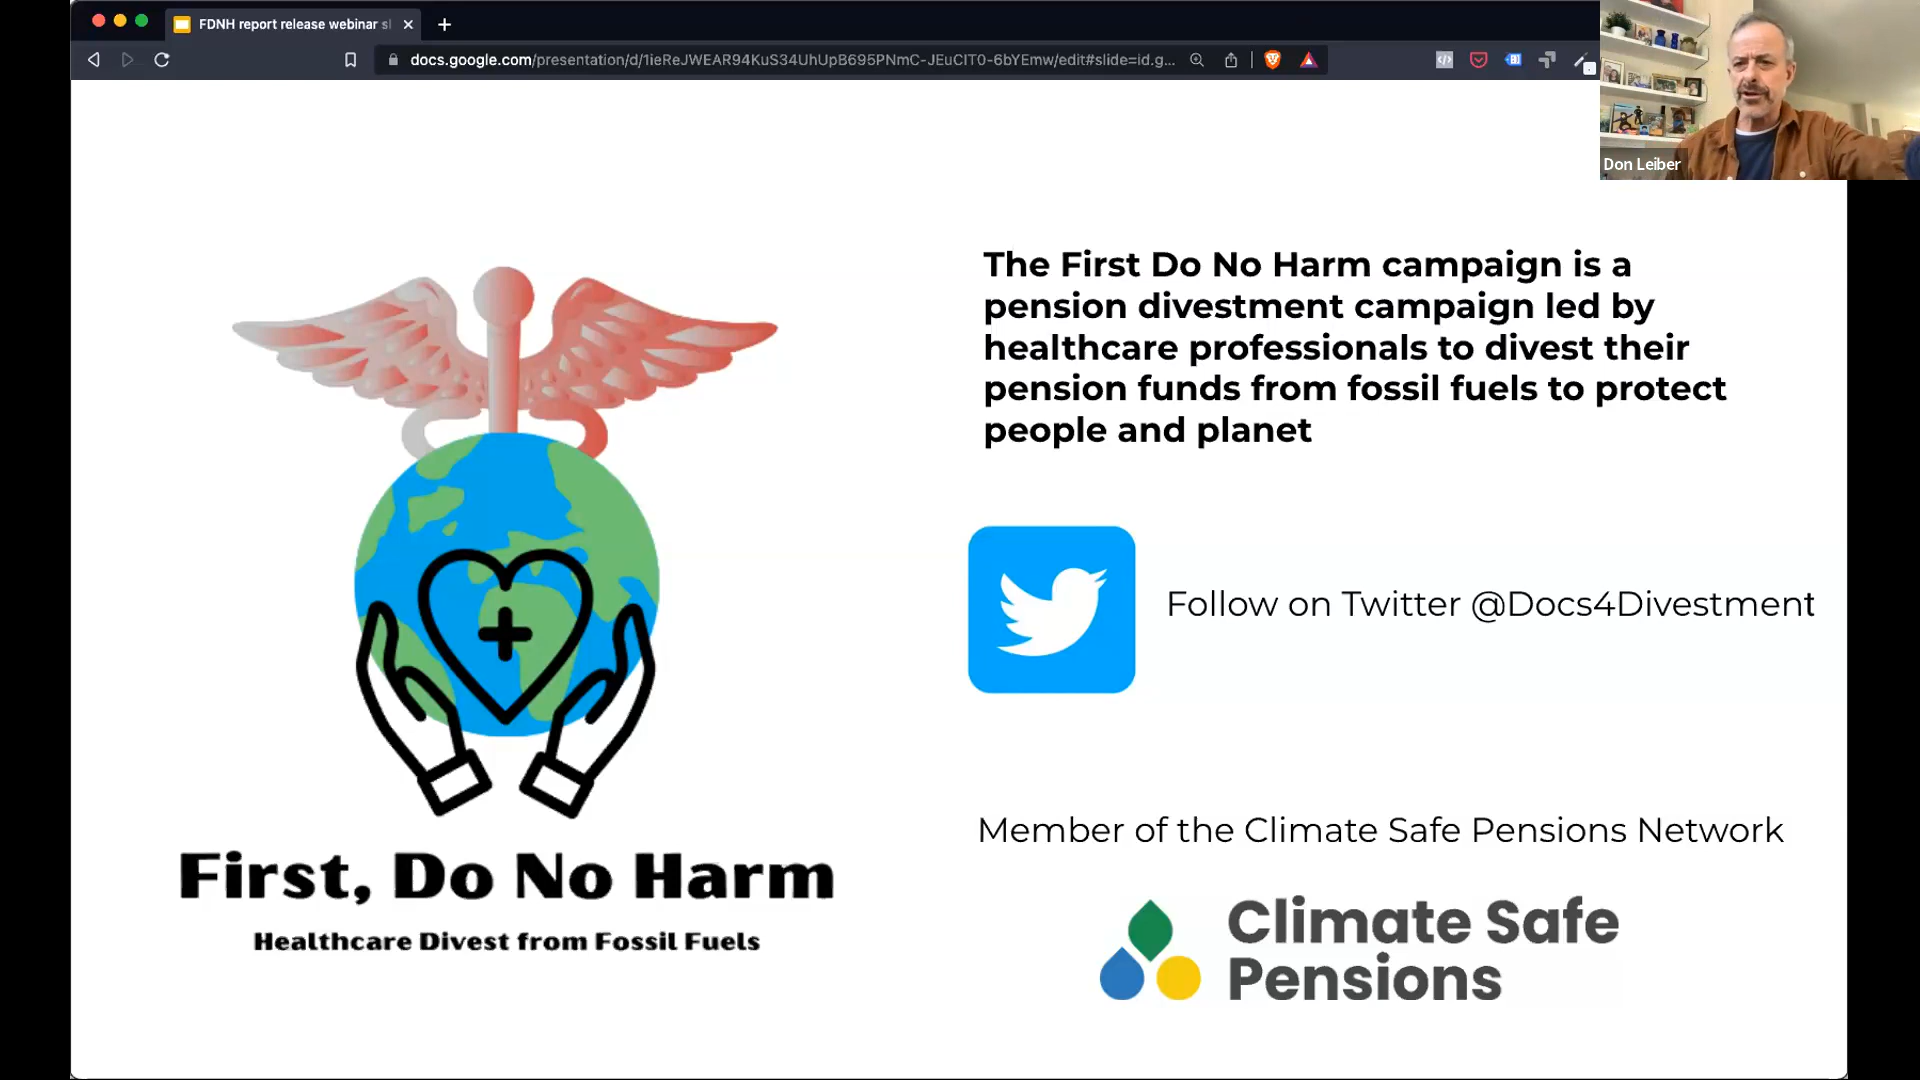 FDNH report release webinar sl
docs.google.com/presentation/d/1ieReJWEAR94KuS34UhUpB695PNmC-JEuCIT0-6bYEmw/edit#slide=id.g...
Don Leiber
The First Do No Harm campaign is a
pension divestment campaign led by
healthcare professionals to divest their
pension funds from fossil fuels to protect
people and planet
Follow on Twitter @Docs4Divestment
Member of the Climate Safe Pensions Network
Climate Safe
Pensions
First, Do No Harm
Healthcare Divest from Fossil Fuels